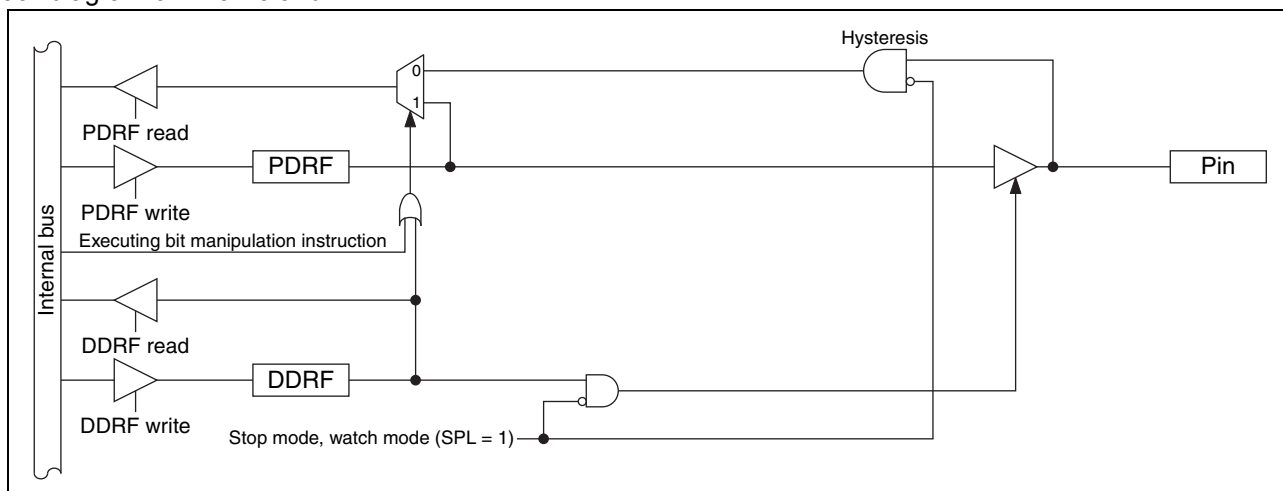 Hysteresis
0
1
PDRF read
PDRF
Pin
PDRF write
Executing bit manipulation instruction
Internal bus
DDRF read
DDRF
DDRF write
Stop mode, watch mode (SPL = 1)